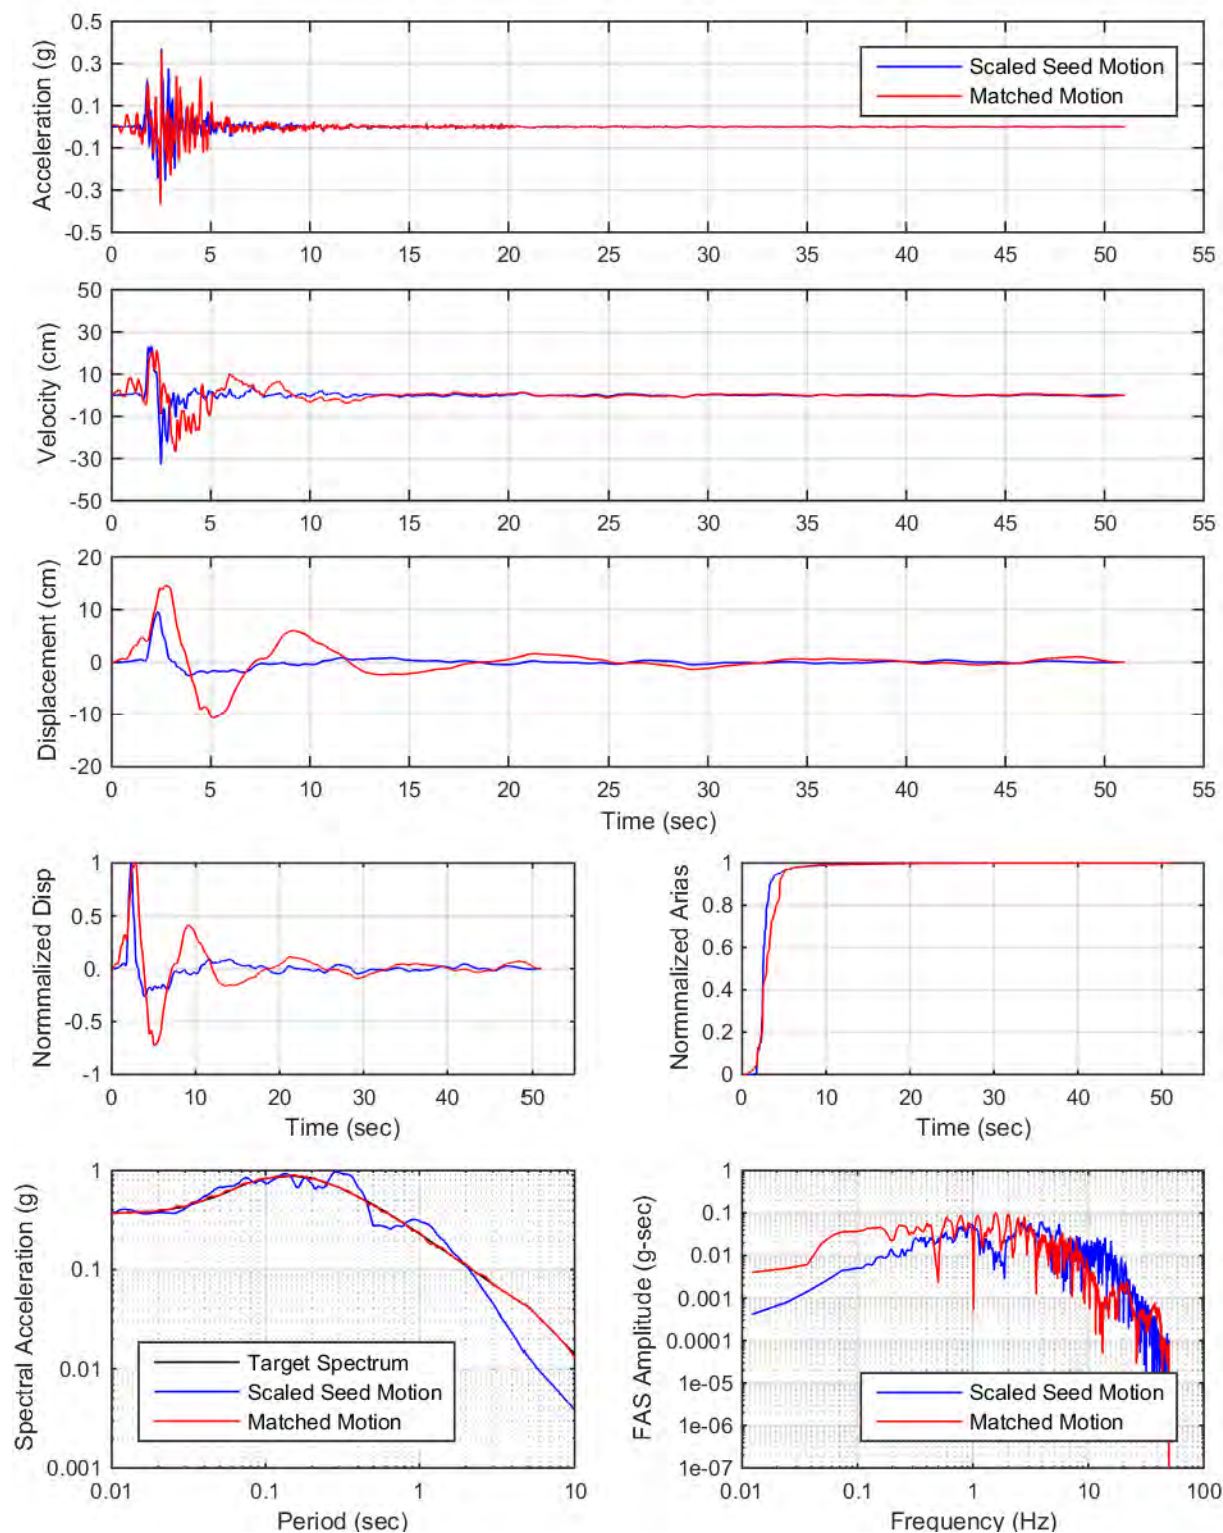 0.5
0.3
0.1
-0.1
-0.3
-0.5
Acceleration (g)
Scaled Seed Motion
Matched Motion
0 5 10 15 20 25 30 35 40 45 50 55
50
30
10
-10
-30
-50
Velocity (cm)
0 5 10 15 20 25 30 35 40 45 50 55
20
10
0
-10
-20
Displacement (cm)
0 5 10 15 20 25 30 35 40 45 50 55
Time (sec)
1
0.5
0
-0.5
-1
Normmalized Disp
0 10 20 30 40 50
Time (sec)
1
0.8
0.6
0.4
0.2
0
Normmalized Arias
0 10 20 30 40 50
Time (sec)
1
0.1
0.01
0.001
Spectral Acceleration (g)
Target Spectrum
Scaled Seed Motion
Matched Motion
0.01 0.1 1 10
Period (sec)
1
0.1
0.01
0.001
0.0001
1e-05
1e-06
1e-07
FAS Amplitude (g-sec)
Scaled Seed Motion
Matched Motion
0.01 0.1 1 10 100
Frequency (Hz)